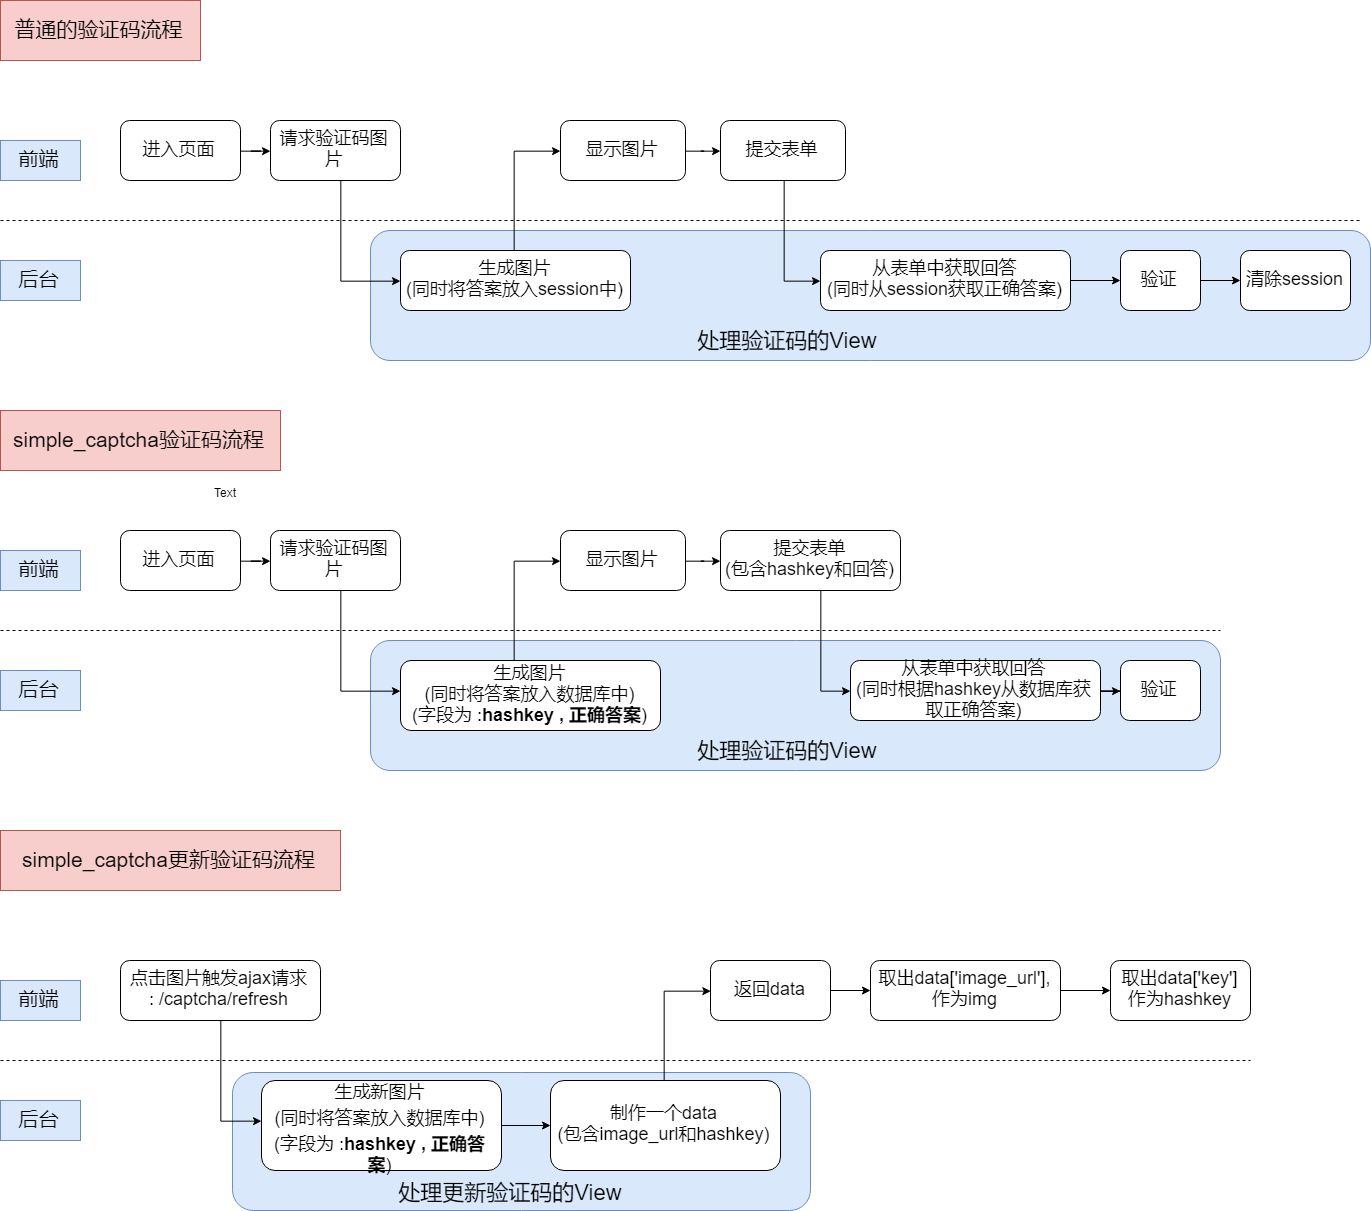 普通的验证码流程
前端
进入页面
请求验证码图
片
显示图片
提交表单
后台
生成图片
(同时将答案放入session中)
从表单中获取回答
(同时从session获取正确答案)
验证
清除session
处理验证码的View
simple_captcha验证码流程
Text
前端
进入页面
请求验证码图
片
显示图片
提交表单
(包含hashkey和回答)
后台
生成图片
(同时将答案放入数据库中)
(字段为 :hashkey , 正确答案)
从表单中获取回答
(同时根据hashkey从数据库获
取正确答案)
验证
处理验证码的View
simple_captcha更新验证码流程
前端
点击图片触发ajax请求
: /captcha/refresh
返回data
取出data['image_url'],
作为img
取出data['key']
作为hashkey
后台
生成新图片
(同时将答案放入数据库中)
(字段为 :hashkey , 正确答
案)
制作一个data
(包含image_url和hashkey)
处理更新验证码的View